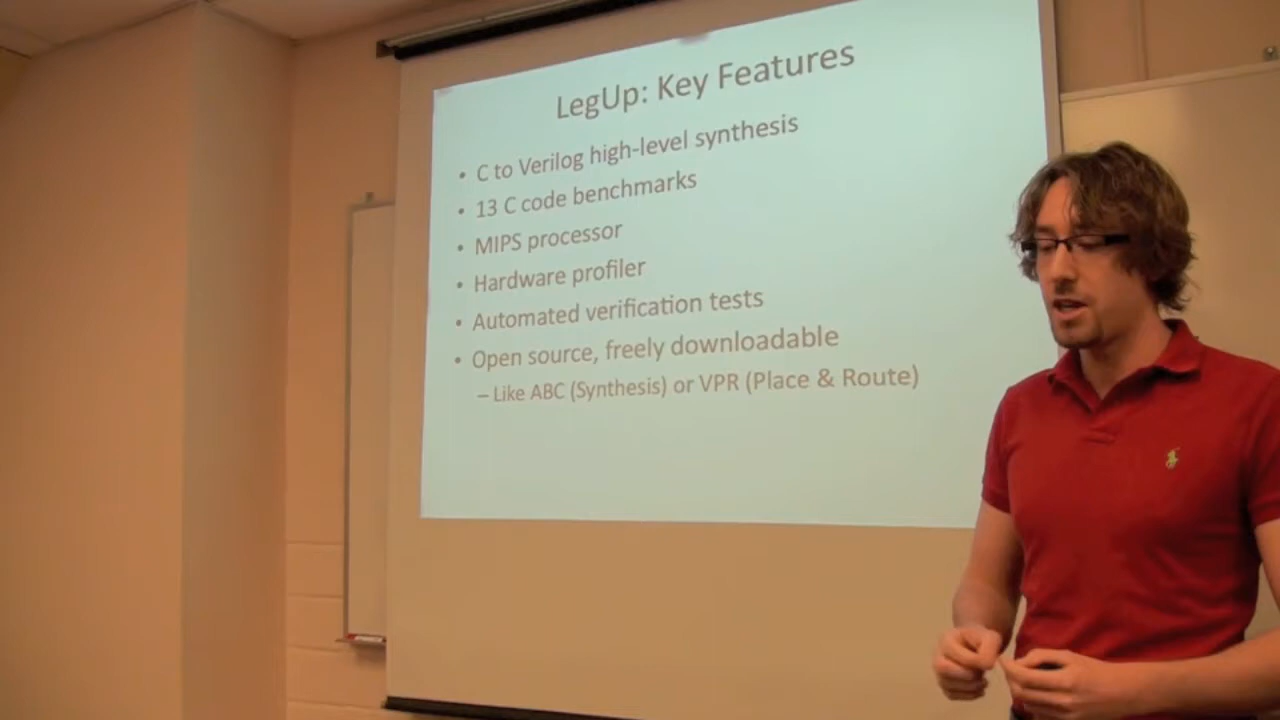 LegUp: Key Features
• C to Verilog high-level synthesis
• 13 C code benchmarks
• MIPS processor
• Hardware profiler
• Automated verification tests
• Open source, freely downloadable
– Like ABC (Synthesis) or VPR (Place & Route)